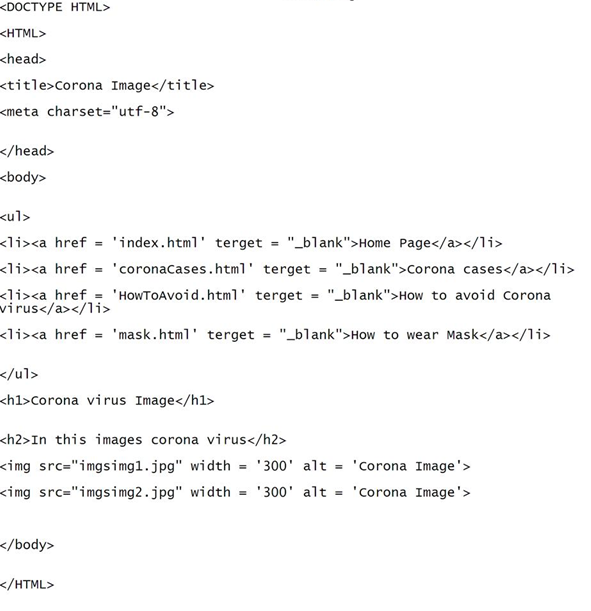 <DOCTYPE HTML>
<HTML>
<head>
<title>Corona Image</title>
<meta charset="utf-8">
</head>
<body>
<ul>
<li><a href = 'index.html' terget = "_blank">Home Page</a></li>
<li><a href = 'coronaCases.html' terget = "_blank">Corona cases</a></li>
<li><a href = 'HowToAvoid.html' terget = "_blank">How to avoid Corona
virus</a></li>
<li><a href = 'mask.html' terget = "_blank">How to wear Mask</a></li>
</ul>
<h1>Corona virus Image</h1>
<h2>In this images corona virus</h2>
<img src="imgsimg1.jpg" width = '300' alt = 'Corona Image'>
<img src="imgsimg2.jpg" width = '300' alt = 'Corona Image'>
</body>
</HTML>